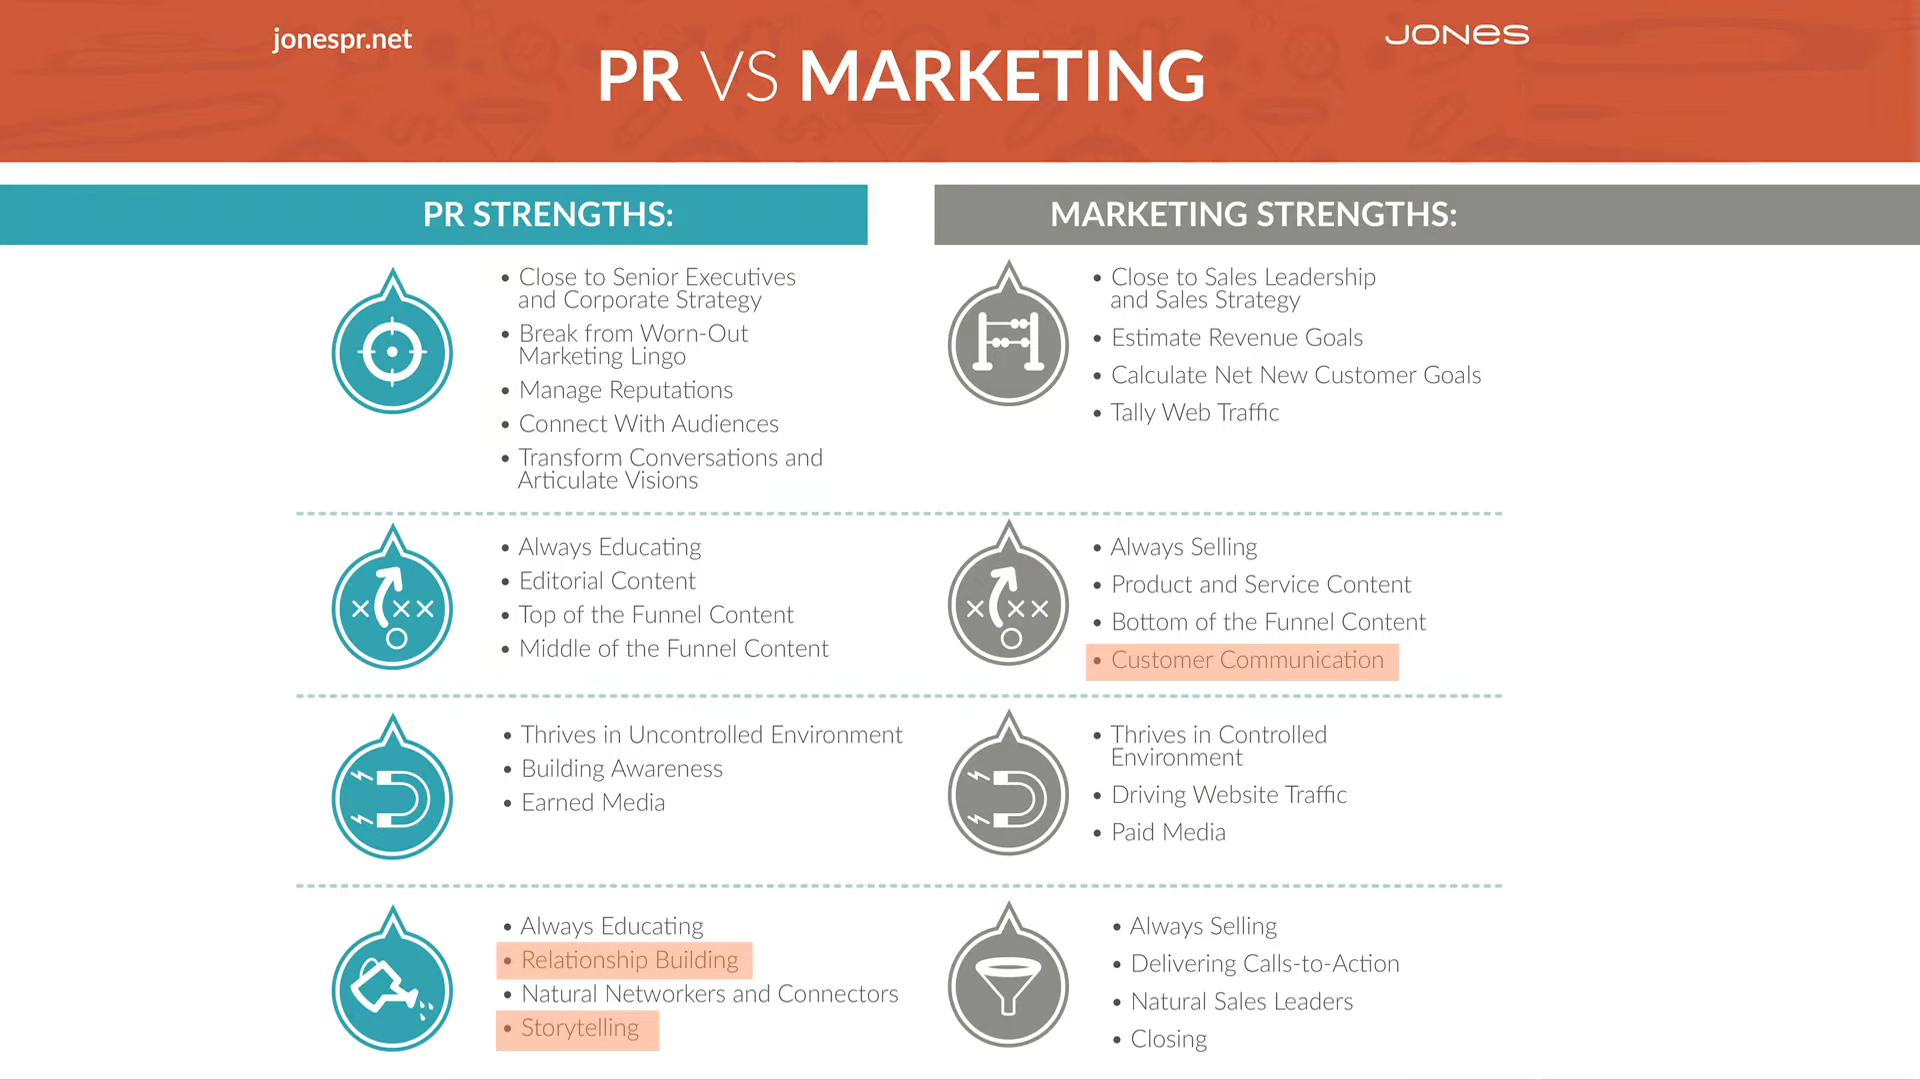 jonespr.net
JONES
PR VS MARKETING
PR STRENGTHS:
• Close to Senior Executives
and Corporate Strategy
• Break from Worn-Out
Marketing Lingo
• Manage Reputations
• Connect With Audiences
• Transform Conversations and
Articulate Visions
• Always Educating
• Editorial Content
• Top of the Funnel Content
• Middle of the Funnel Content
• Thrives in Uncontrolled Environment
• Building Awareness
• Earned Media
• Always Educating
• Relationship Building
• Natural Networkers and Connectors
• Storytelling
MARKETING STRENGTHS:
• Close to Sales Leadership
and Sales Strategy
• Estimate Revenue Goals
• Calculate Net New Customer Goals
• Tally Web Traffic
• Always Selling
• Product and Service Content
• Bottom of the Funnel Content
• Customer Communication
• Thrives in Controlled
Environment
• Driving Website Traffic
• Paid Media
• Always Selling
• Delivering Calls-to-Action
• Natural Sales Leaders
• Closing